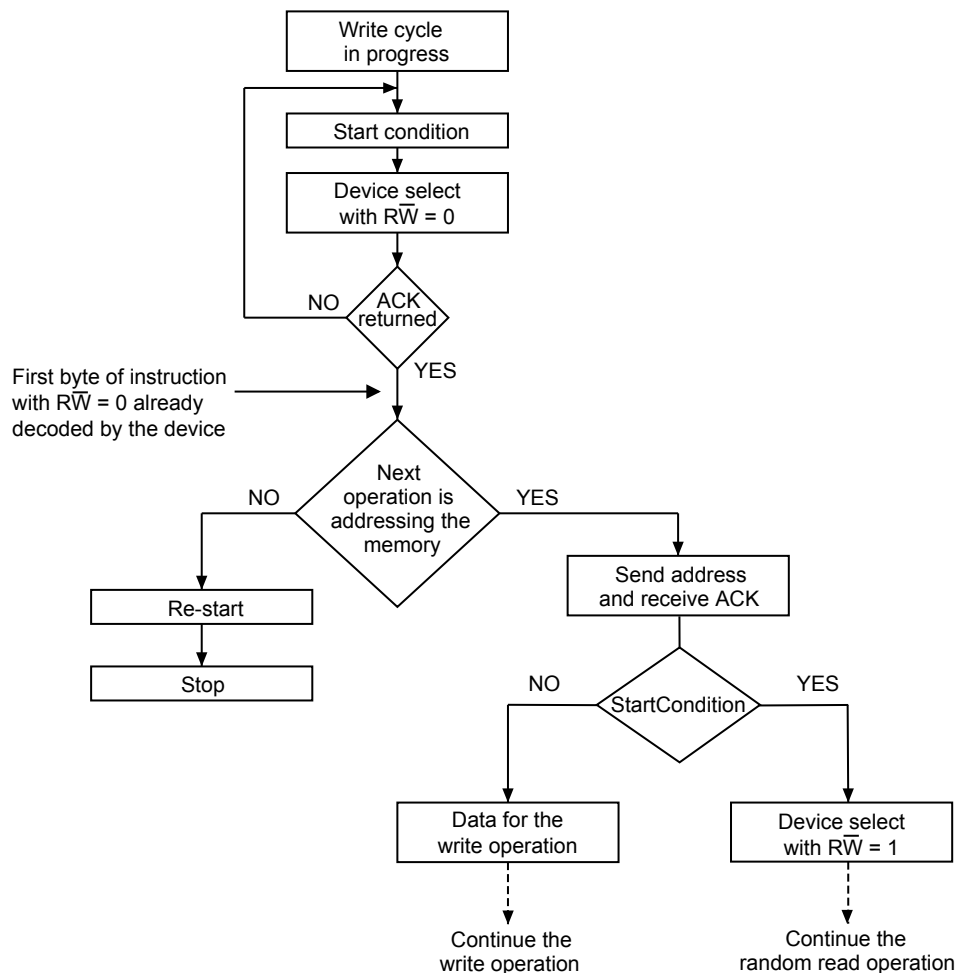 Write cycle
in progress
Start condition
Device select
with RW̅ = 0
NO
ACK
returned
YES
First byte of instruction
with RW̅ = 0 already
decoded by the device
NO
Next
operation is
addressing the
memory
YES
Re-start
Send address
and receive ACK
Stop
NO
StartCondition
YES
Data for the
write operation
Device select
with RW̅ = 1
Continue the
write operation
Continue the
random read operation